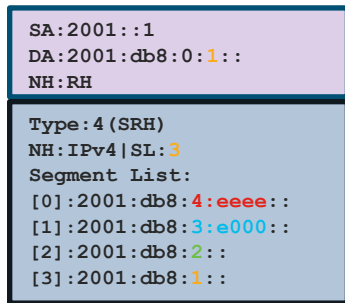 SA:2001::1
DA:2001:db8:0:1::
NH:RH
Type:4(SRH)
NH:IPv4|SL:3
Segment List:
[0]:2001:db8:4:eeee::
[1]:2001:db8:3:e000::
[2]:2001:db8:2::
[3]:2001:db8:1::